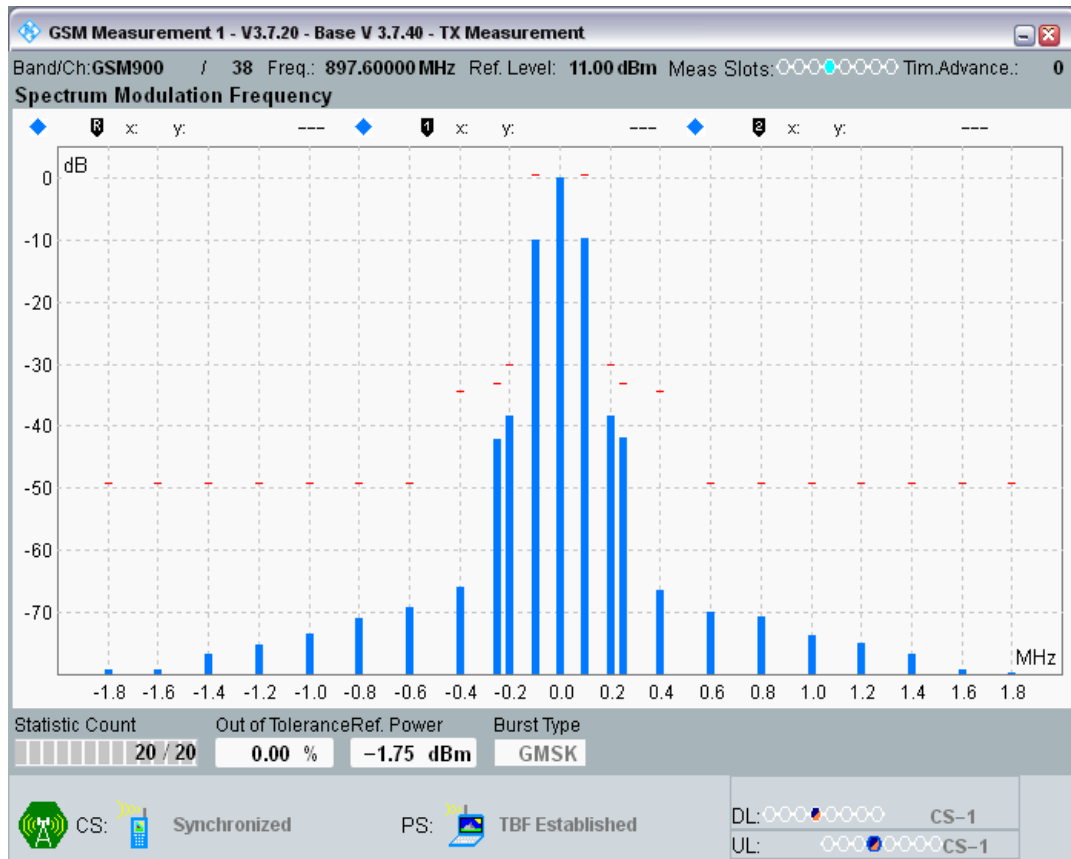 GSM Measurement 1 - V3.7.20 - Base V 3.7.40 - TX Measurement
Band/Ch:GSM900 / 38 Freq.: 897.60000 MHz Ref. Level: 11.00 dBm Meas Slots: Tim.Advance.: 0
Spectrum Modulation Frequency
R x: y: --- 1 x: y: --- 2 x: y: ---
dB
0
-10
-20
-30
-40
-50
-60
-70
MHz
-1.8 -1.6 -1.4 -1.2 -1.0 -0.8 -0.6 -0.4 -0.2 0.0 0.2 0.4 0.6 0.8 1.0 1.2 1.4 1.6 1.8
Statistic Count Out of Tolerance Ref. Power Burst Type
20 / 20 0.00 % −1.75 dBm GMSK
CS: Synchronized PS: TBF Established
DL: CS-1
UL: CS-1